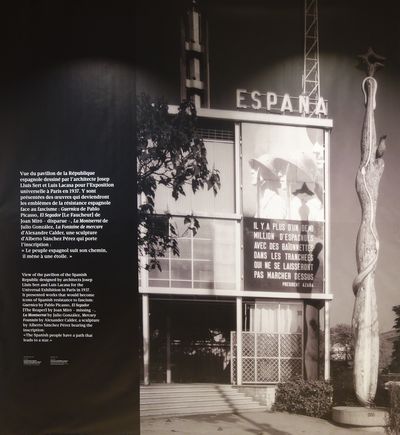 Vue du pavillon de la République
espagnole dessiné par l'architecte Josep
Lluis Sert et Luis Lacasa pour l'Exposition
universelle à Paris en 1937. Y sont
présentées des œuvres qui deviendront
les emblèmes de la résistance espagnole
face au fascisme : Guernica de Pablo
Picasso, El Segador [Le Faucheur] de
Joan Miró - disparue -, La Monserrat de
Julio González, La Fontaine de mercure
d'Alexandre Calder, une sculpture
d'Alberto Sánchez Pérez qui porte
l'inscription :
« Le peuple espagnol suit son chemin,
il mène à une étoile. »
View of the pavilion of the Spanish
Republic designed by architects Josep
Lluis Sert and Luis Lacasa for the
Universal Exhibition in Paris in 1937.
It presented works that would become
icons of Spanish resistance to fascism:
Guernica by Pablo Picasso, El Segador
[The Reaper] by Joan Miró - missing -,
La Monserrat by Julio González, Mercury
Fountain by Alexander Calder, a sculpture
by Alberto Sánchez Pérez bearing the
inscription:
«The Spanish people have a path that
leads to a star »
ESPAÑA
IL Y A PLUS D'UN DEMI
MILLION D'ESPAGNOLS
AVEC DES BAÏONNETTES
DANS LES TRANCHÉES
QUI NE SE LAISSERONT
PAS MARCHER DESSUS.
PRÉSIDENT AZAÑA